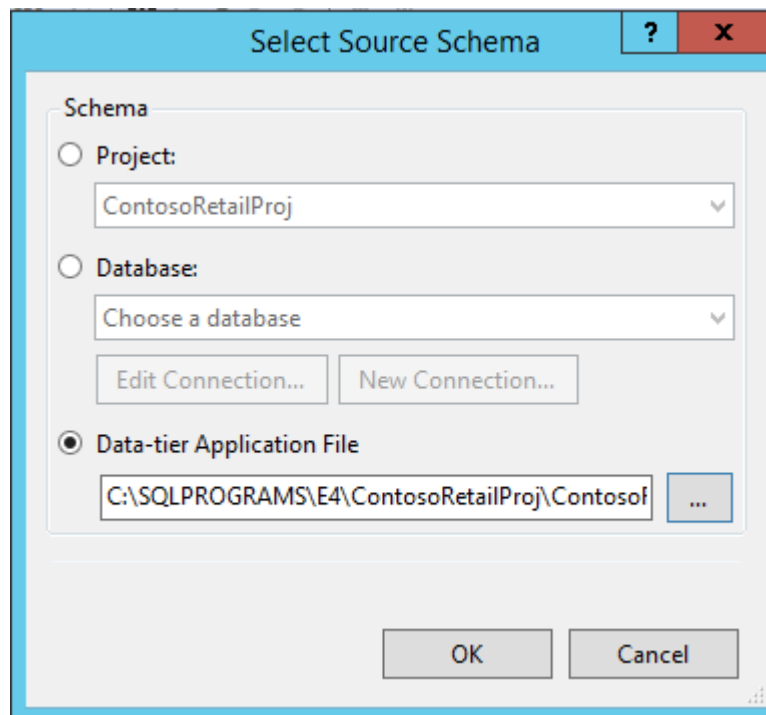 Select Source Schema
?
x
Schema
Project:
ContosoRetailProj
Database:
Choose a database
Edit Connection...
New Connection...
Data-tier Application File
C:\SQLPROGRAMS\E4\ContosoRetailProj\Contoso
...
OK
Cancel